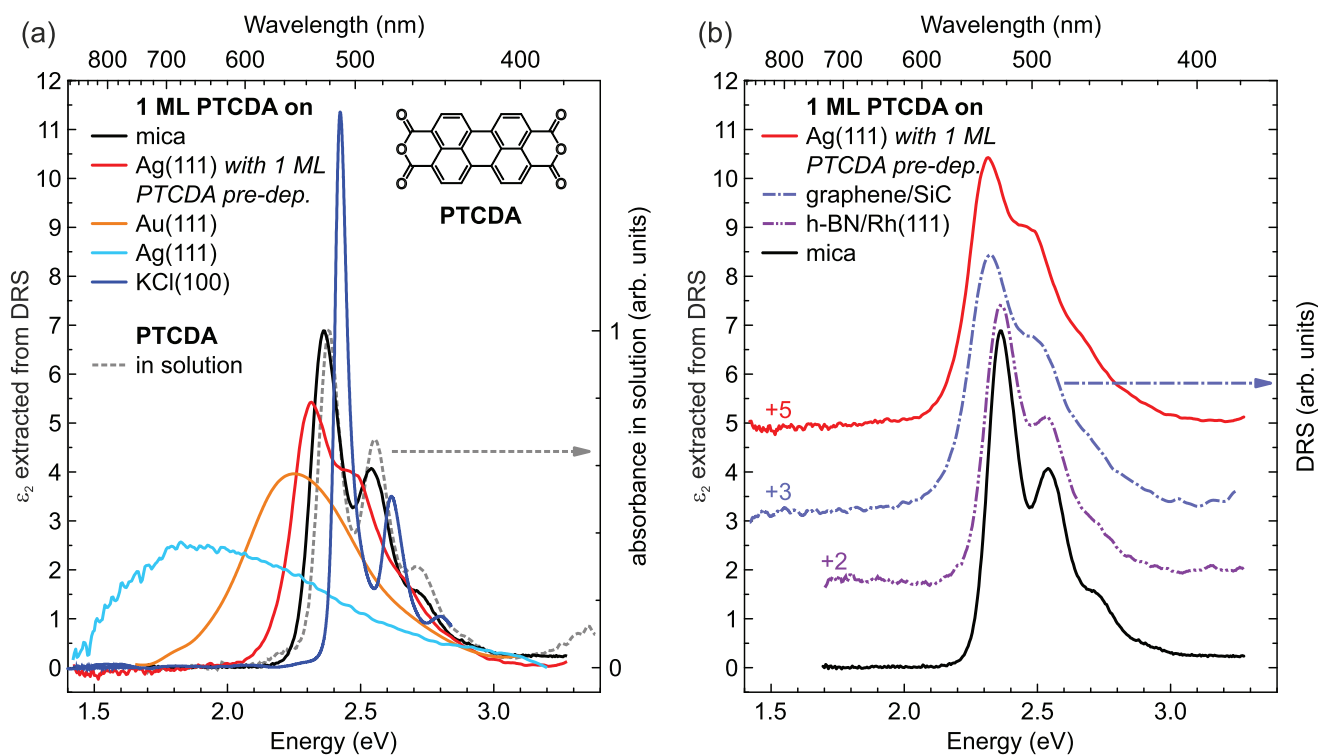 (a)
Wavelength (nm)
800 700 600 500 400
12
11
10
9
8
7
6
5
4
3
2
1
0
ε₂ extracted from DRS
1 ML PTCDA on
mica
Ag(111) with 1 ML
PTCDA pre-dep.
Au(111)
Ag(111)
KCl(100)
PTCDA
in solution
O O
O O
O O
PTCDA
1
0
absorbance in solution (arb. units)
1.5 2.0 2.5 3.0
Energy (eV)
(b)
Wavelength (nm)
800 700 600 500 400
12
11
10
9
8
7
6
5
4
3
2
1
0
ε₂ extracted from DRS
1 ML PTCDA on
Ag(111) with 1 ML
PTCDA pre-dep.
graphene/SiC
h-BN/Rh(111)
mica
+5
+3
+2
DRS (arb. units)
1.5 2.0 2.5 3.0
Energy (eV)